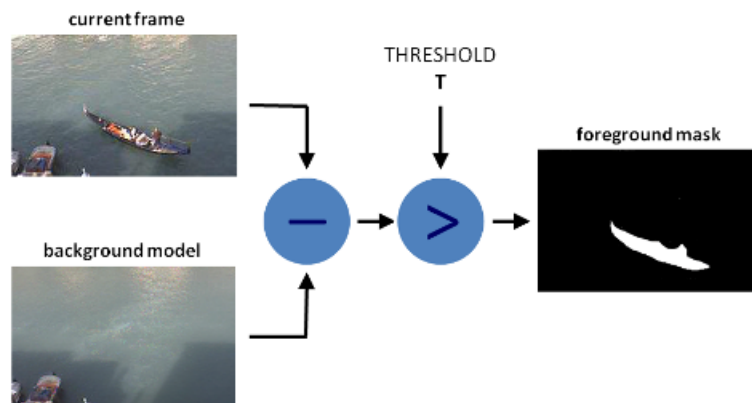 current frame
THRESHOLD
T
foreground mask
−
>
background model